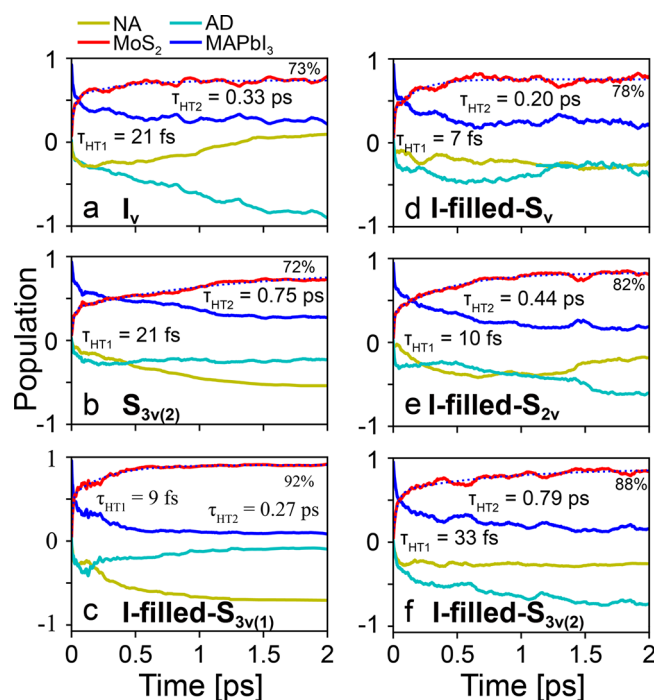 NA
AD
MoS₂
MAPbI₃
1
73%
τHT2 = 0.33 ps
0
τHT1 = 21 fs
-1
a
Iᵥ
78%
τHT2 = 0.20 ps
τHT1 = 7 fs
d
I-filled-Sᵥ
1
72%
τHT2 = 0.75 ps
0
τHT1 = 21 fs
-1
b
S3v(2)
82%
τHT2 = 0.44 ps
τHT1 = 10 fs
e
I-filled-S2v
1
92%
τHT1 = 9 fs
τHT2 = 0.27 ps
0
-1
c
I-filled-S3v(1)
88%
τHT2 = 0.79 ps
τHT1 = 33 fs
f
I-filled-S3v(2)
Population
0 0.5 1 1.5 2
0 0.5 1 1.5 2
Time [ps]
Time [ps]
1
0
-1
1
0
-1
1
0
1